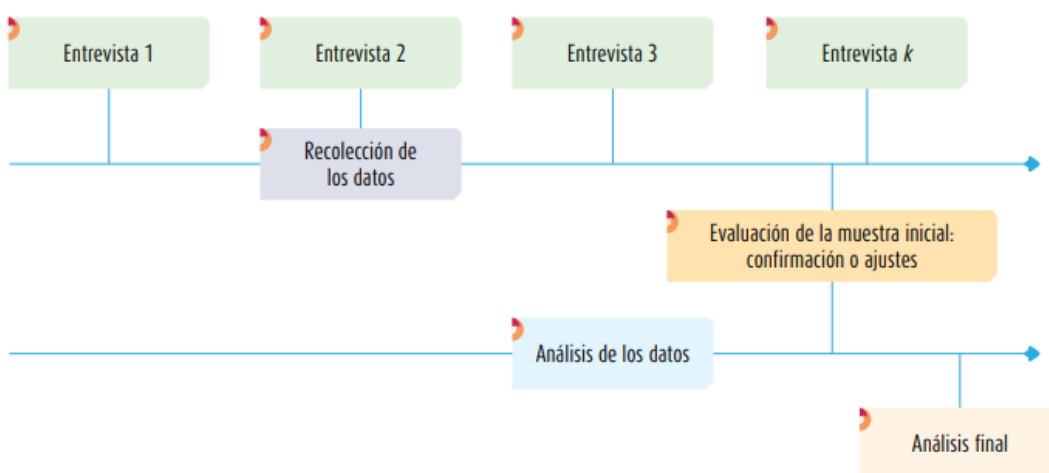 Entrevista 1
Entrevista 2
Entrevista 3
Entrevista k
Recolección de
los datos
Evaluación de la muestra inicial:
confirmación o ajustes
Análisis de los datos
Análisis final